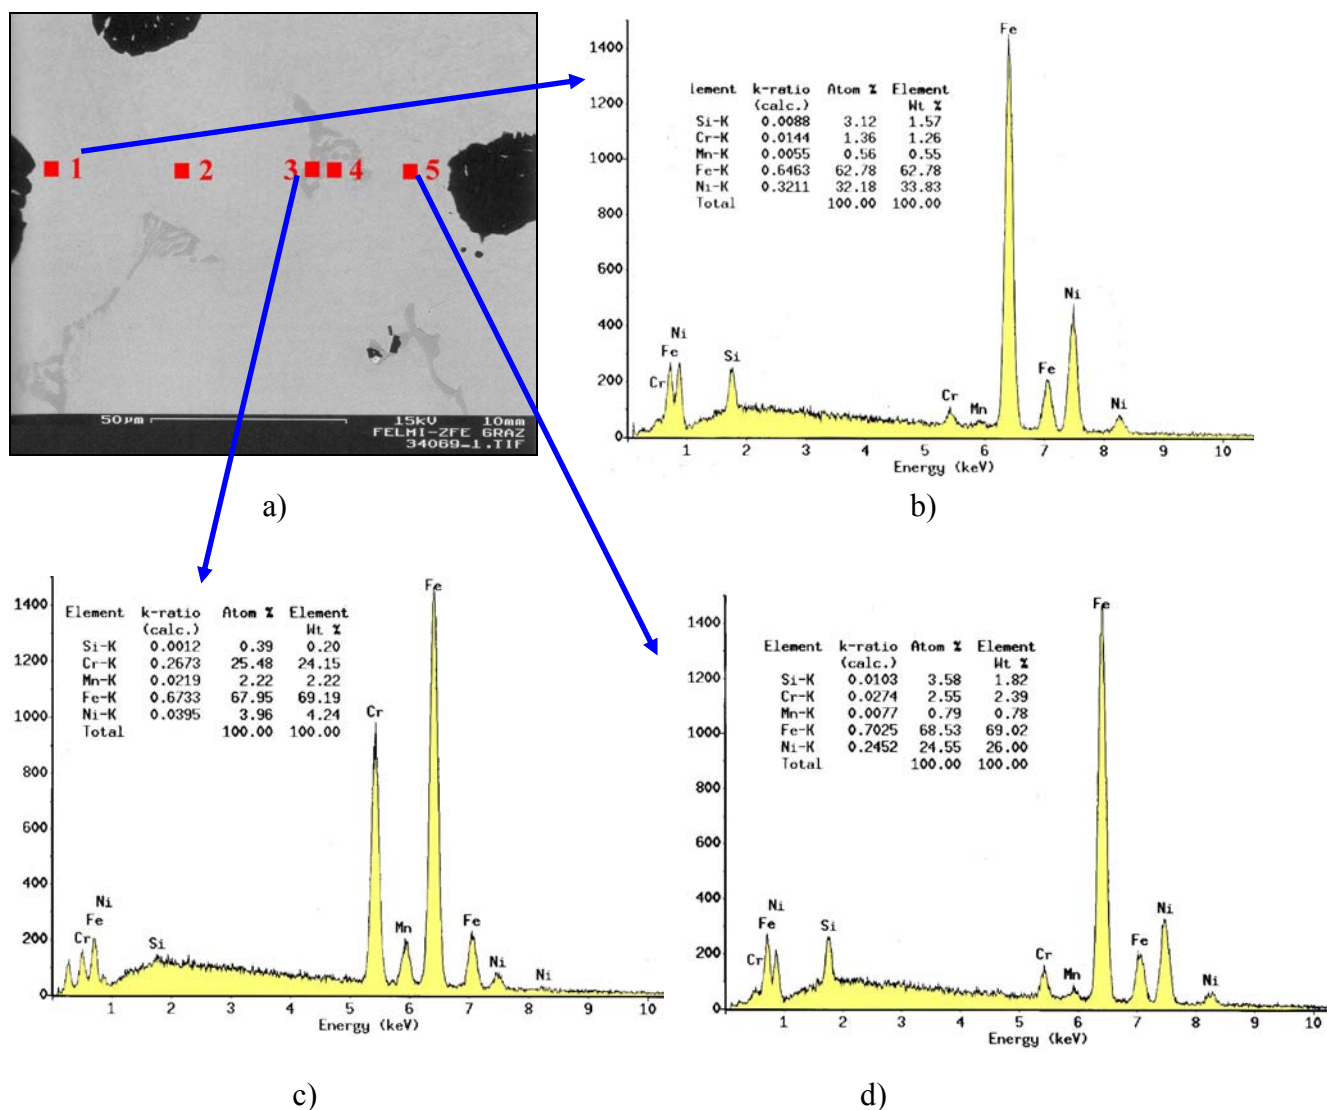 1
2
3
4
5
50µm
15kV
10mm
FELMI-ZFE GRAZ
34069-1.TIF
a)
1400
1200
1000
800
600
400
200
0
lement k-ratio Atom % Element
(calc.) Wt %
Si-K 0.0088 3.12 1.57
Cr-K 0.0144 1.36 1.26
Mn-K 0.0055 0.56 0.55
Fe-K 0.6463 62.78 62.78
Ni-K 0.3211 32.18 33.83
Total 100.00 100.00
Fe
Ni
Ni
Fe
Cr
Si
Cr
Mn
Fe
Ni
1 2 3 4 5 6 7 8 9 10
Energy (keV)
b)
1400
1200
1000
800
600
400
200
0
Element k-ratio Atom % Element
(calc.) Wt %
Si-K 0.0012 0.39 0.20
Cr-K 0.2673 25.48 24.15
Mn-K 0.0219 2.22 2.22
Fe-K 0.6733 67.95 69.19
Ni-K 0.0395 3.96 4.24
Total 100.00 100.00
Fe
Cr
Ni
Fe
Cr
Si
Mn
Fe
Ni
Ni
1 2 3 4 5 6 7 8 9 10
Energy (keV)
c)
1400
1200
1000
800
600
400
200
0
Element k-ratio Atom % Element
(calc.) Wt %
Si-K 0.0103 3.58 1.82
Cr-K 0.0274 2.55 2.39
Mn-K 0.0077 0.79 0.78
Fe-K 0.7025 68.53 69.02
Ni-K 0.2452 24.55 26.00
Total 100.00 100.00
Fe
Ni
Ni
Fe
Cr
Si
Cr
Mn
Fe
Ni
1 2 3 4 5 6 7 8 9 10
Energy (keV)
d)